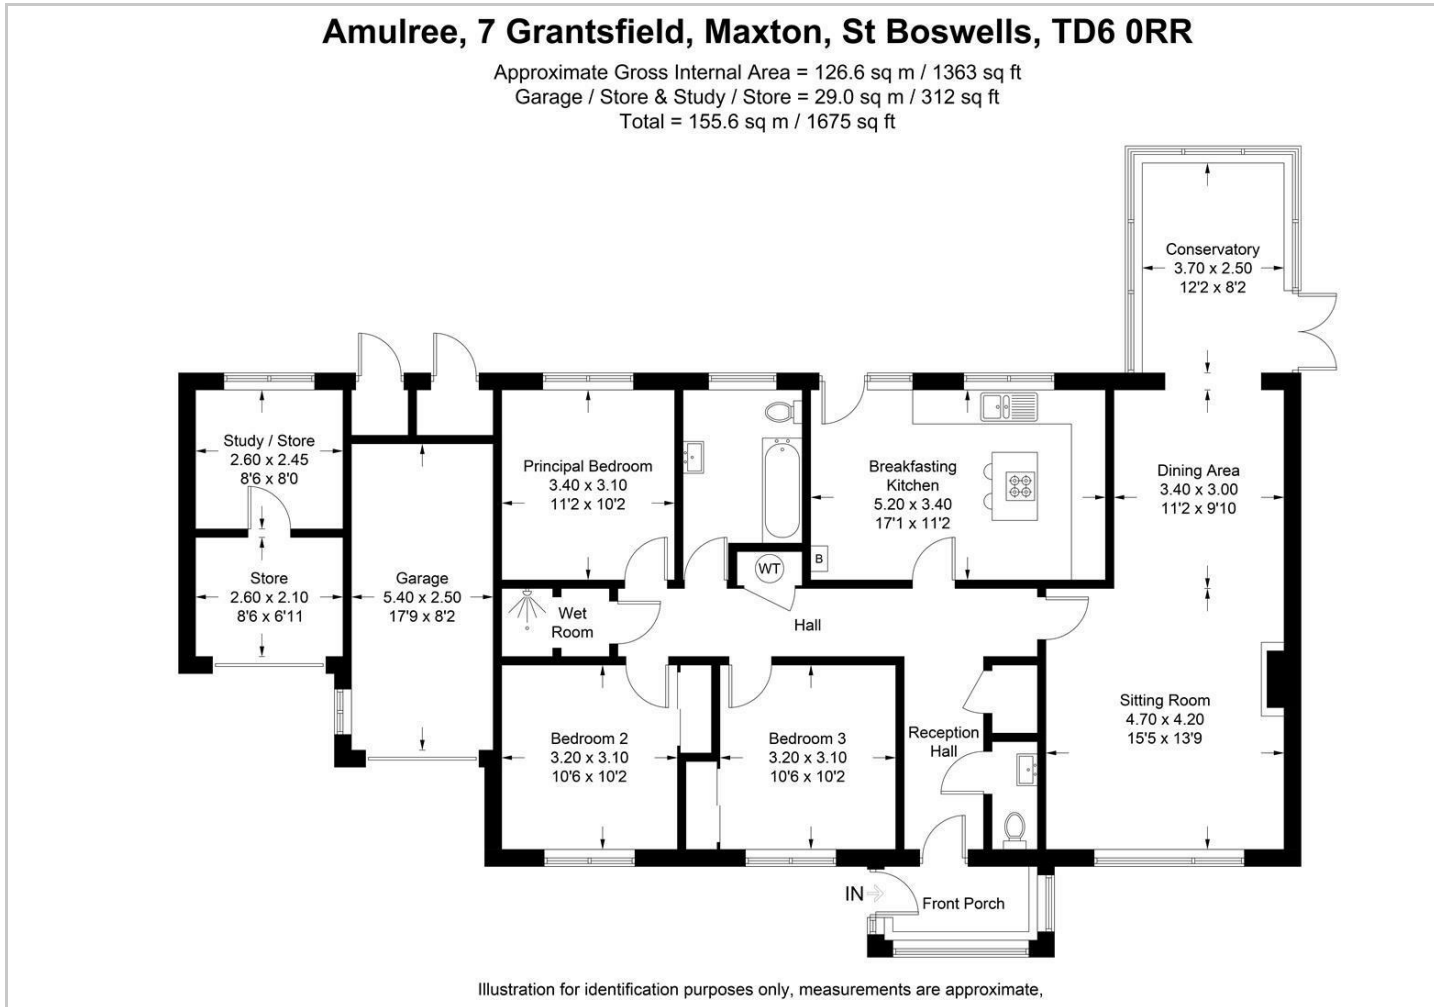 Amulree, 7 Grantsfield, Maxton, St Boswells, TD6 0RR
Approximate Gross Internal Area = 126.6 sq m / 1363 sq ft
Garage / Store & Study / Store = 29.0 sq m / 312 sq ft
Total = 155.6 sq m / 1675 sq ft
Conservatory
3.70 x 2.50
12'2 x 8'2
Study / Store
2.60 x 2.45
8'6 x 8'0
Principal Bedroom
3.40 x 3.10
11'2 x 10'2
Breakfasting
Kitchen
5.20 x 3.40
17'1 x 11'2
Dining Area
3.40 x 3.00
11'2 x 9'10
B
WT
Store
2.60 x 2.10
8'6 x 6'11
Garage
5.40 x 2.50
17'9 x 8'2
Wet
Room
Hall
Sitting Room
4.70 x 4.20
15'5 x 13'9
Bedroom 2
3.20 x 3.10
10'6 x 10'2
Bedroom 3
3.20 x 3.10
10'6 x 10'2
Reception
Hall
IN
Front Porch
Illustration for identification purposes only, measurements are approximate,